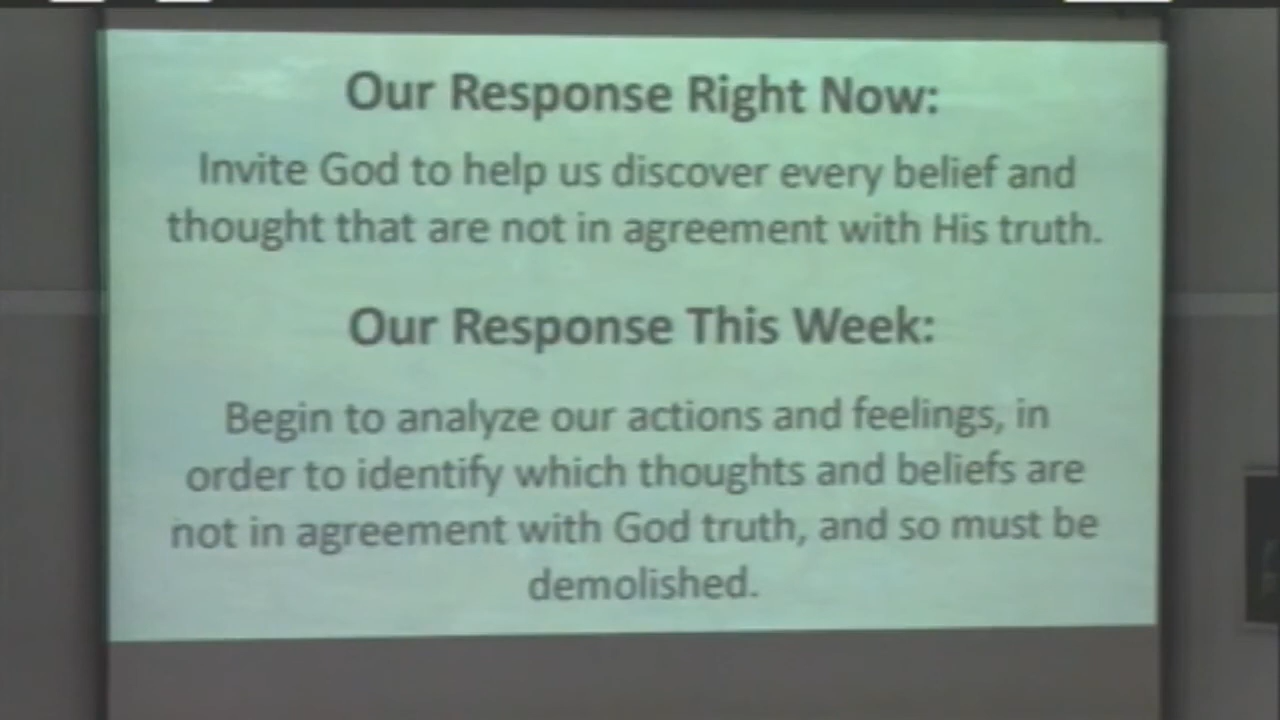 Our Response Right Now:
Invite God to help us discover every belief and
thought that are not in agreement with His truth.
Our Response This Week:
Begin to analyze our actions and feelings, in
order to identify which thoughts and beliefs are
not in agreement with God truth, and so must be
demolished.